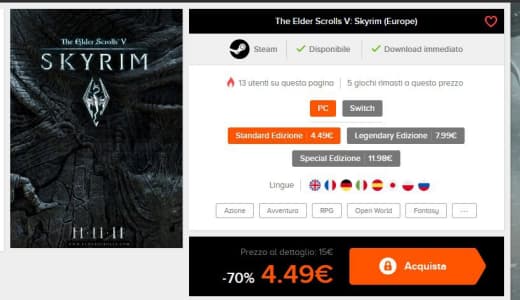 The Elder Scrolls V
SKYRIM
11·11·11
The Elder Scrolls V: Skyrim (Europe)
Steam
Disponibile
Download immediato
13 utenti su questa pagina
5 giochi rimasti a questo prezzo
PC
Switch
Standard Edizione 4.49€
Legendary Edizione 7.99€
Special Edizione 11.98€
Lingue
Azione
Avventura
RPG
Open World
Fantasy
...
Prezzo al dettaglio: 15€
-70% 4.49€
Acquista